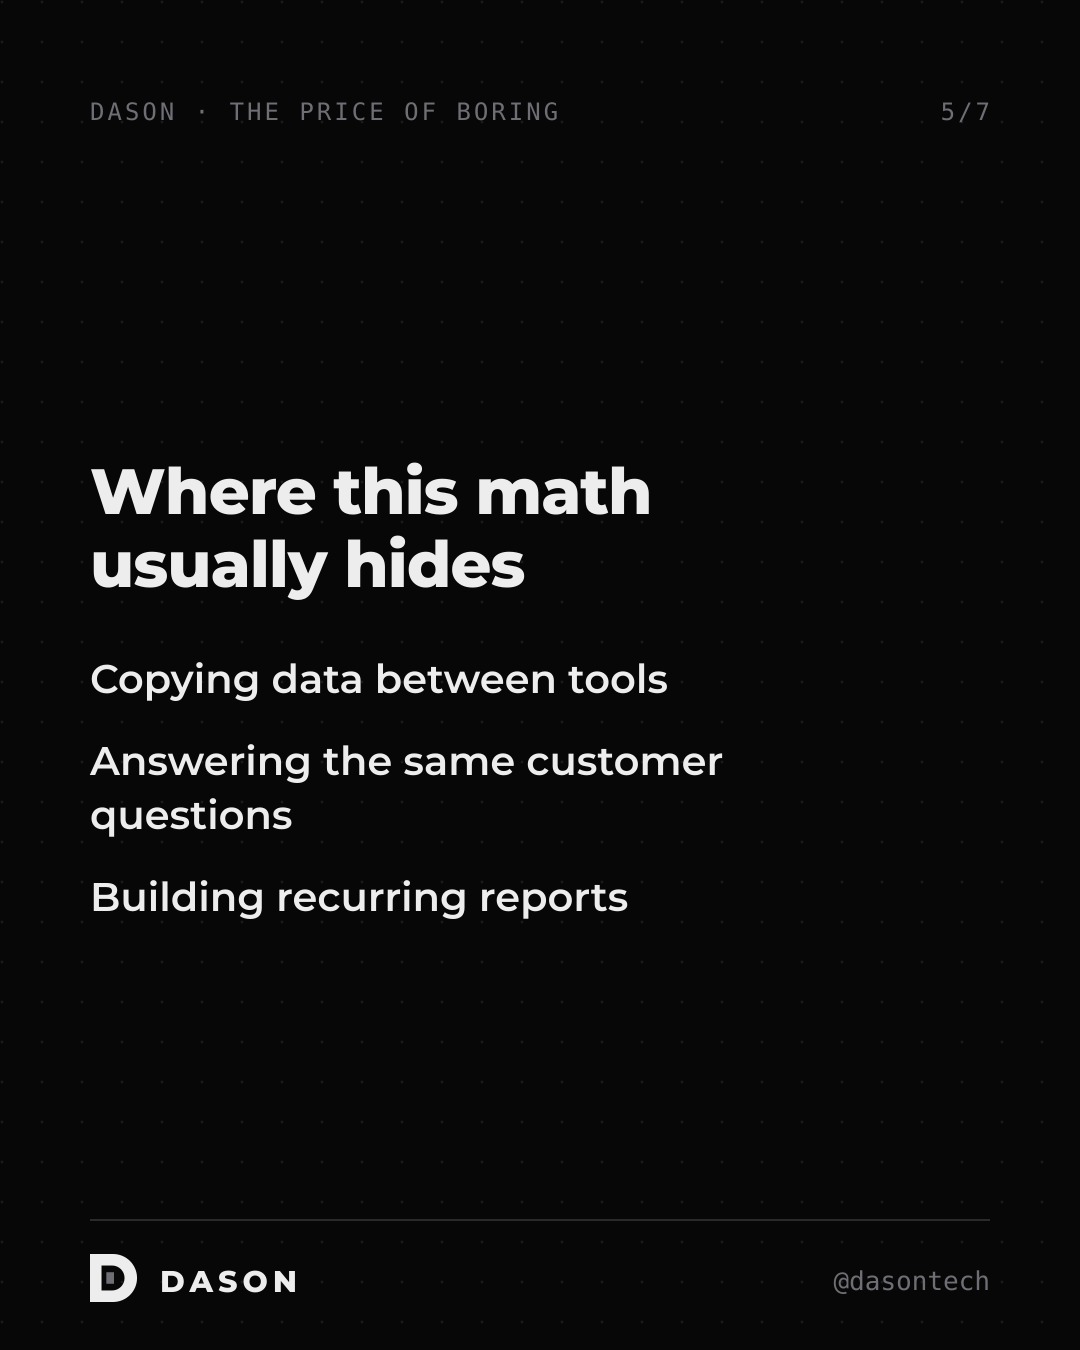 DASON · THE PRICE OF BORING
5/7
Where this math
usually hides
Copying data between tools
Answering the same customer
questions
Building recurring reports
DASON
@dasontech